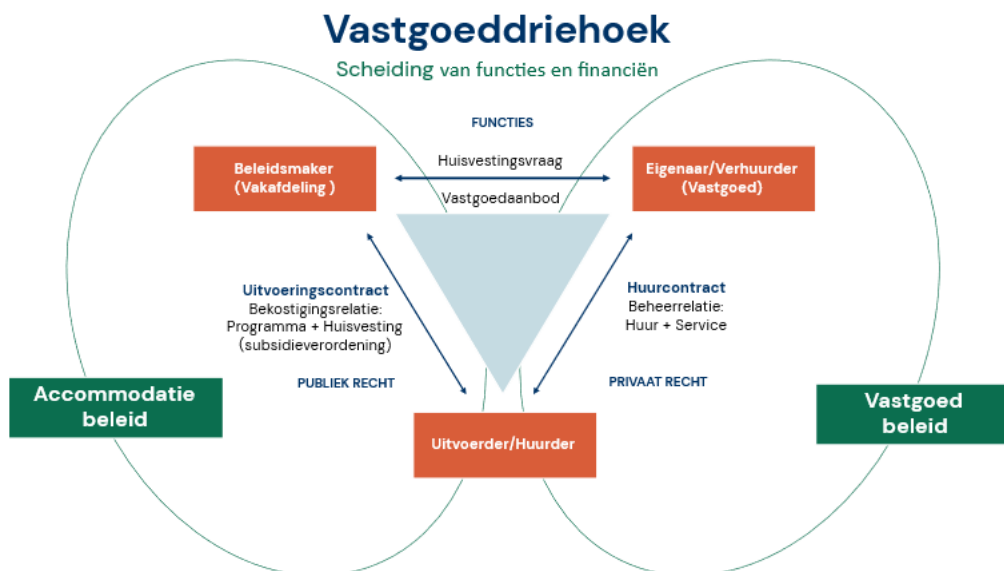 Vastgoeddriehoek
Scheiding van functies en financiën
FUNCTIES
Beleidsmaker
(Vakafdeling )
Huisvestingsvraag
Vastgoedaanbod
Eigenaar/Verhuurder
(Vastgoed)
Uitvoeringscontract
Bekostigingsrelatie:
Programma + Huisvesting
(subsidieverordening)
PUBLIEK RECHT
Huurcontract
Beheerrelatie:
Huur + Service
PRIVAAT RECHT
Accommodatie
beleid
Uitvoerder/Huurder
Vastgoed
beleid